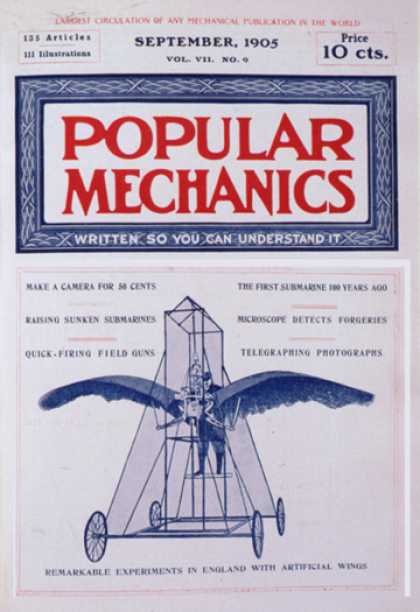 LARGEST CIRCULATION OF ANY MECHANICAL PUBLICATION IN THE WORLD
135 Articles
111 Illustrations
SEPTEMBER, 1905
VOL. VII. NO. 9
Price
10 cts.
POPULAR
MECHANICS
WRITTEN SO YOU CAN UNDERSTAND IT
MAKE A CAMERA FOR 50 CENTS
THE FIRST SUBMARINE 100 YEARS AGO
RAISING SUNKEN SUBMARINES
MICROSCOPE DETECTS FORGERIES
QUICK-FIRING FIELD GUNS
TELEGRAPHING PHOTOGRAPHS
REMARKABLE EXPERIMENTS IN ENGLAND WITH ARTIFICIAL WINGS